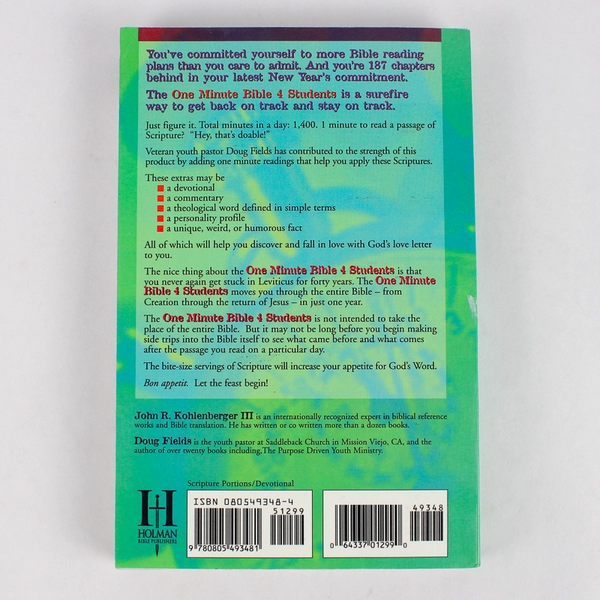 You've committed yourself to more Bible reading
plans than you care to admit. And you're 187 chapters
behind in your latest New Year's commitment.
The One Minute Bible 4 Students is a surefire
way to get back on track and stay on track.
Just figure it. Total minutes in a day: 1,400. 1 minute to read a passage of
Scripture? "Hey, that's doable!"
Veteran youth pastor Doug Fields has contributed to the strength of this
product by adding one minute readings that help you apply these Scriptures.
These extras may be
a devotional
a commentary
a theological word defined in simple terms
a personality profile
a unique, weird, or humorous fact
All of which will help you discover and fall in love with God's love letter
to you.
The nice thing about the One Minute Bible 4 Students is that
you never again get stuck in Leviticus for forty years. The One Minute
Bible 4 Students moves you through the entire Bible – from
Creation through the return of Jesus – in just one year.
The One Minute Bible 4 Students is not intended to take the
place of the entire Bible. But it may not be long before you begin making
side trips into the Bible itself to see what came before and what comes
after the passage you read on a particular day.
The bite-size servings of Scripture will increase your appetite for God's Word.
Bon appetit. Let the feast begin!
John R. Kohlenberger III is an internationally recognized expert in biblical reference
works and Bible translation. He has written or co written more than a dozen books.
Doug Fields is the youth pastor at Saddleback Church in Mission Viejo, CA, and the
author of over twenty books including,The Purpose Driven Youth Ministry.
Scripture Portions/Devotional
HOLMAN
BIBLE PUBLISHERS
ISBN 080549348-4
51299
9 780805 493481
49348
0 64337 01299 0